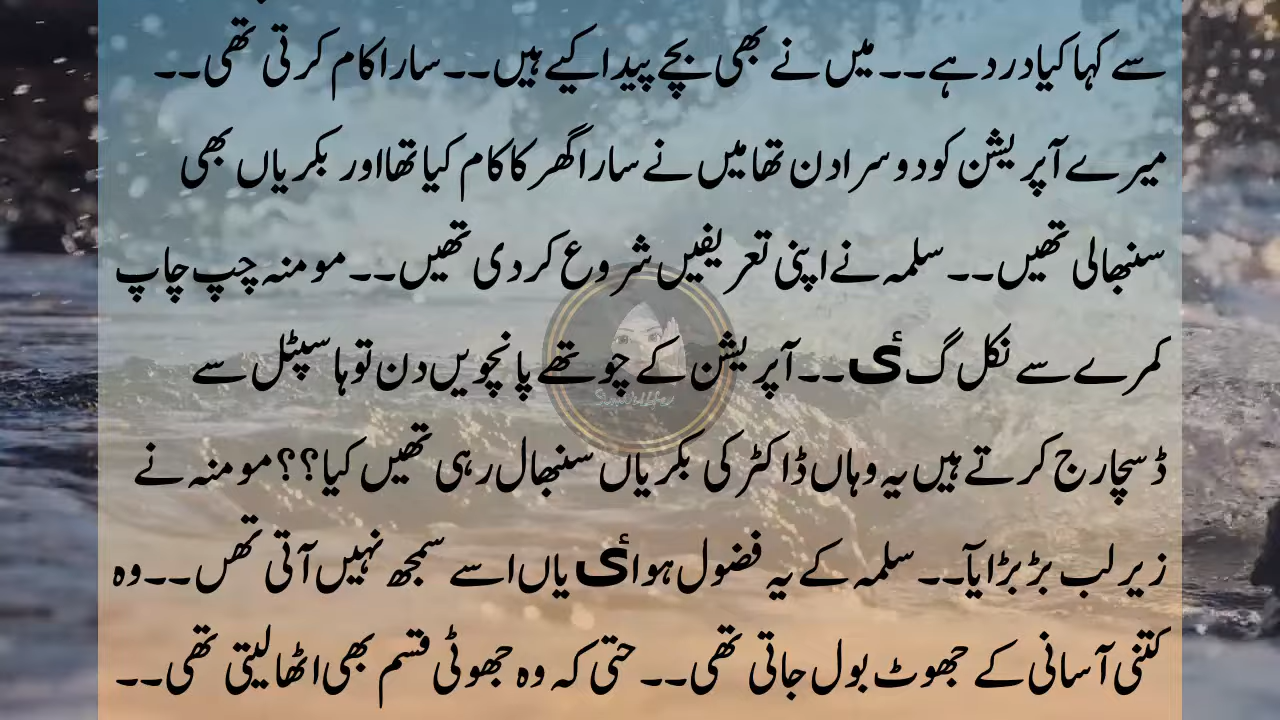 سے کہا کیا درد ہے۔۔ میں نے بھی بچے پیدا کیے ہیں۔۔ سارا کام کرتی تھی۔۔
میرے آپریشن کو دوسرا دن تھا میں نے سارا گھر کا کام کیا تھا اور بکریاں بھی
سنبھالی تھیں۔۔ سلمہ نے اپنی تعریفیں شروع کر دی تھیں۔۔ مومنہ چپ چاپ
کمرے سے نکل گ ئ۔۔ آپریشن کے چوتھے پانچویں دن تو ہاسپٹل سے
ڈسچارج کرتے ہیں یہ وہاں ڈاکٹر کی بکریاں سنبھال رہی تھیں کیا؟؟ مومنہ نے
زیر لب بڑبڑایآ۔۔ سلمہ کے یہ فضول ہوا ئ یاں اسے سمجھ نہیں آتی تھں۔۔ وہ
کتنی آسانی کے جھوٹ بول جاتی تھی۔۔ حتی کہ وہ جھوٹی قسم بھی اٹھا لیتی تھی۔۔